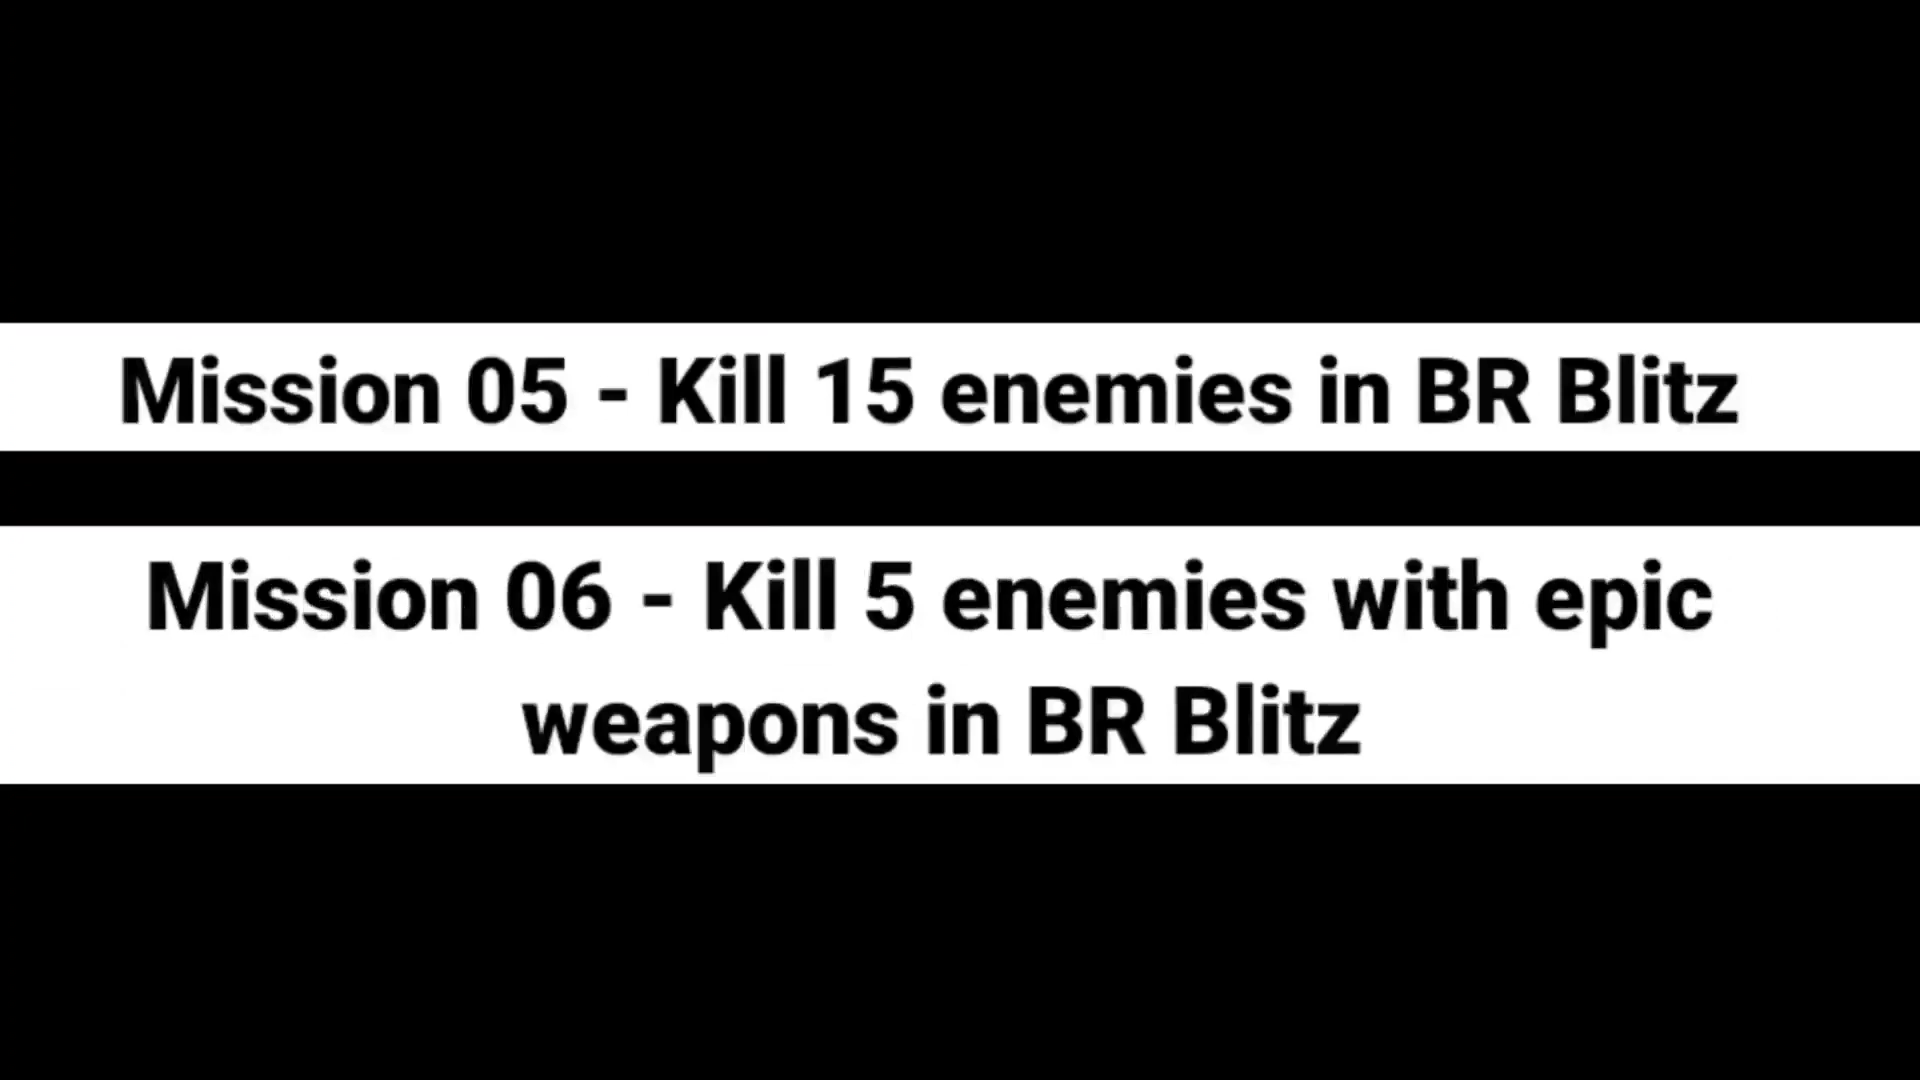 Mission 05 - Kill 15 enemies in BR Blitz
Mission 06 - Kill 5 enemies with epic
weapons in BR Blitz